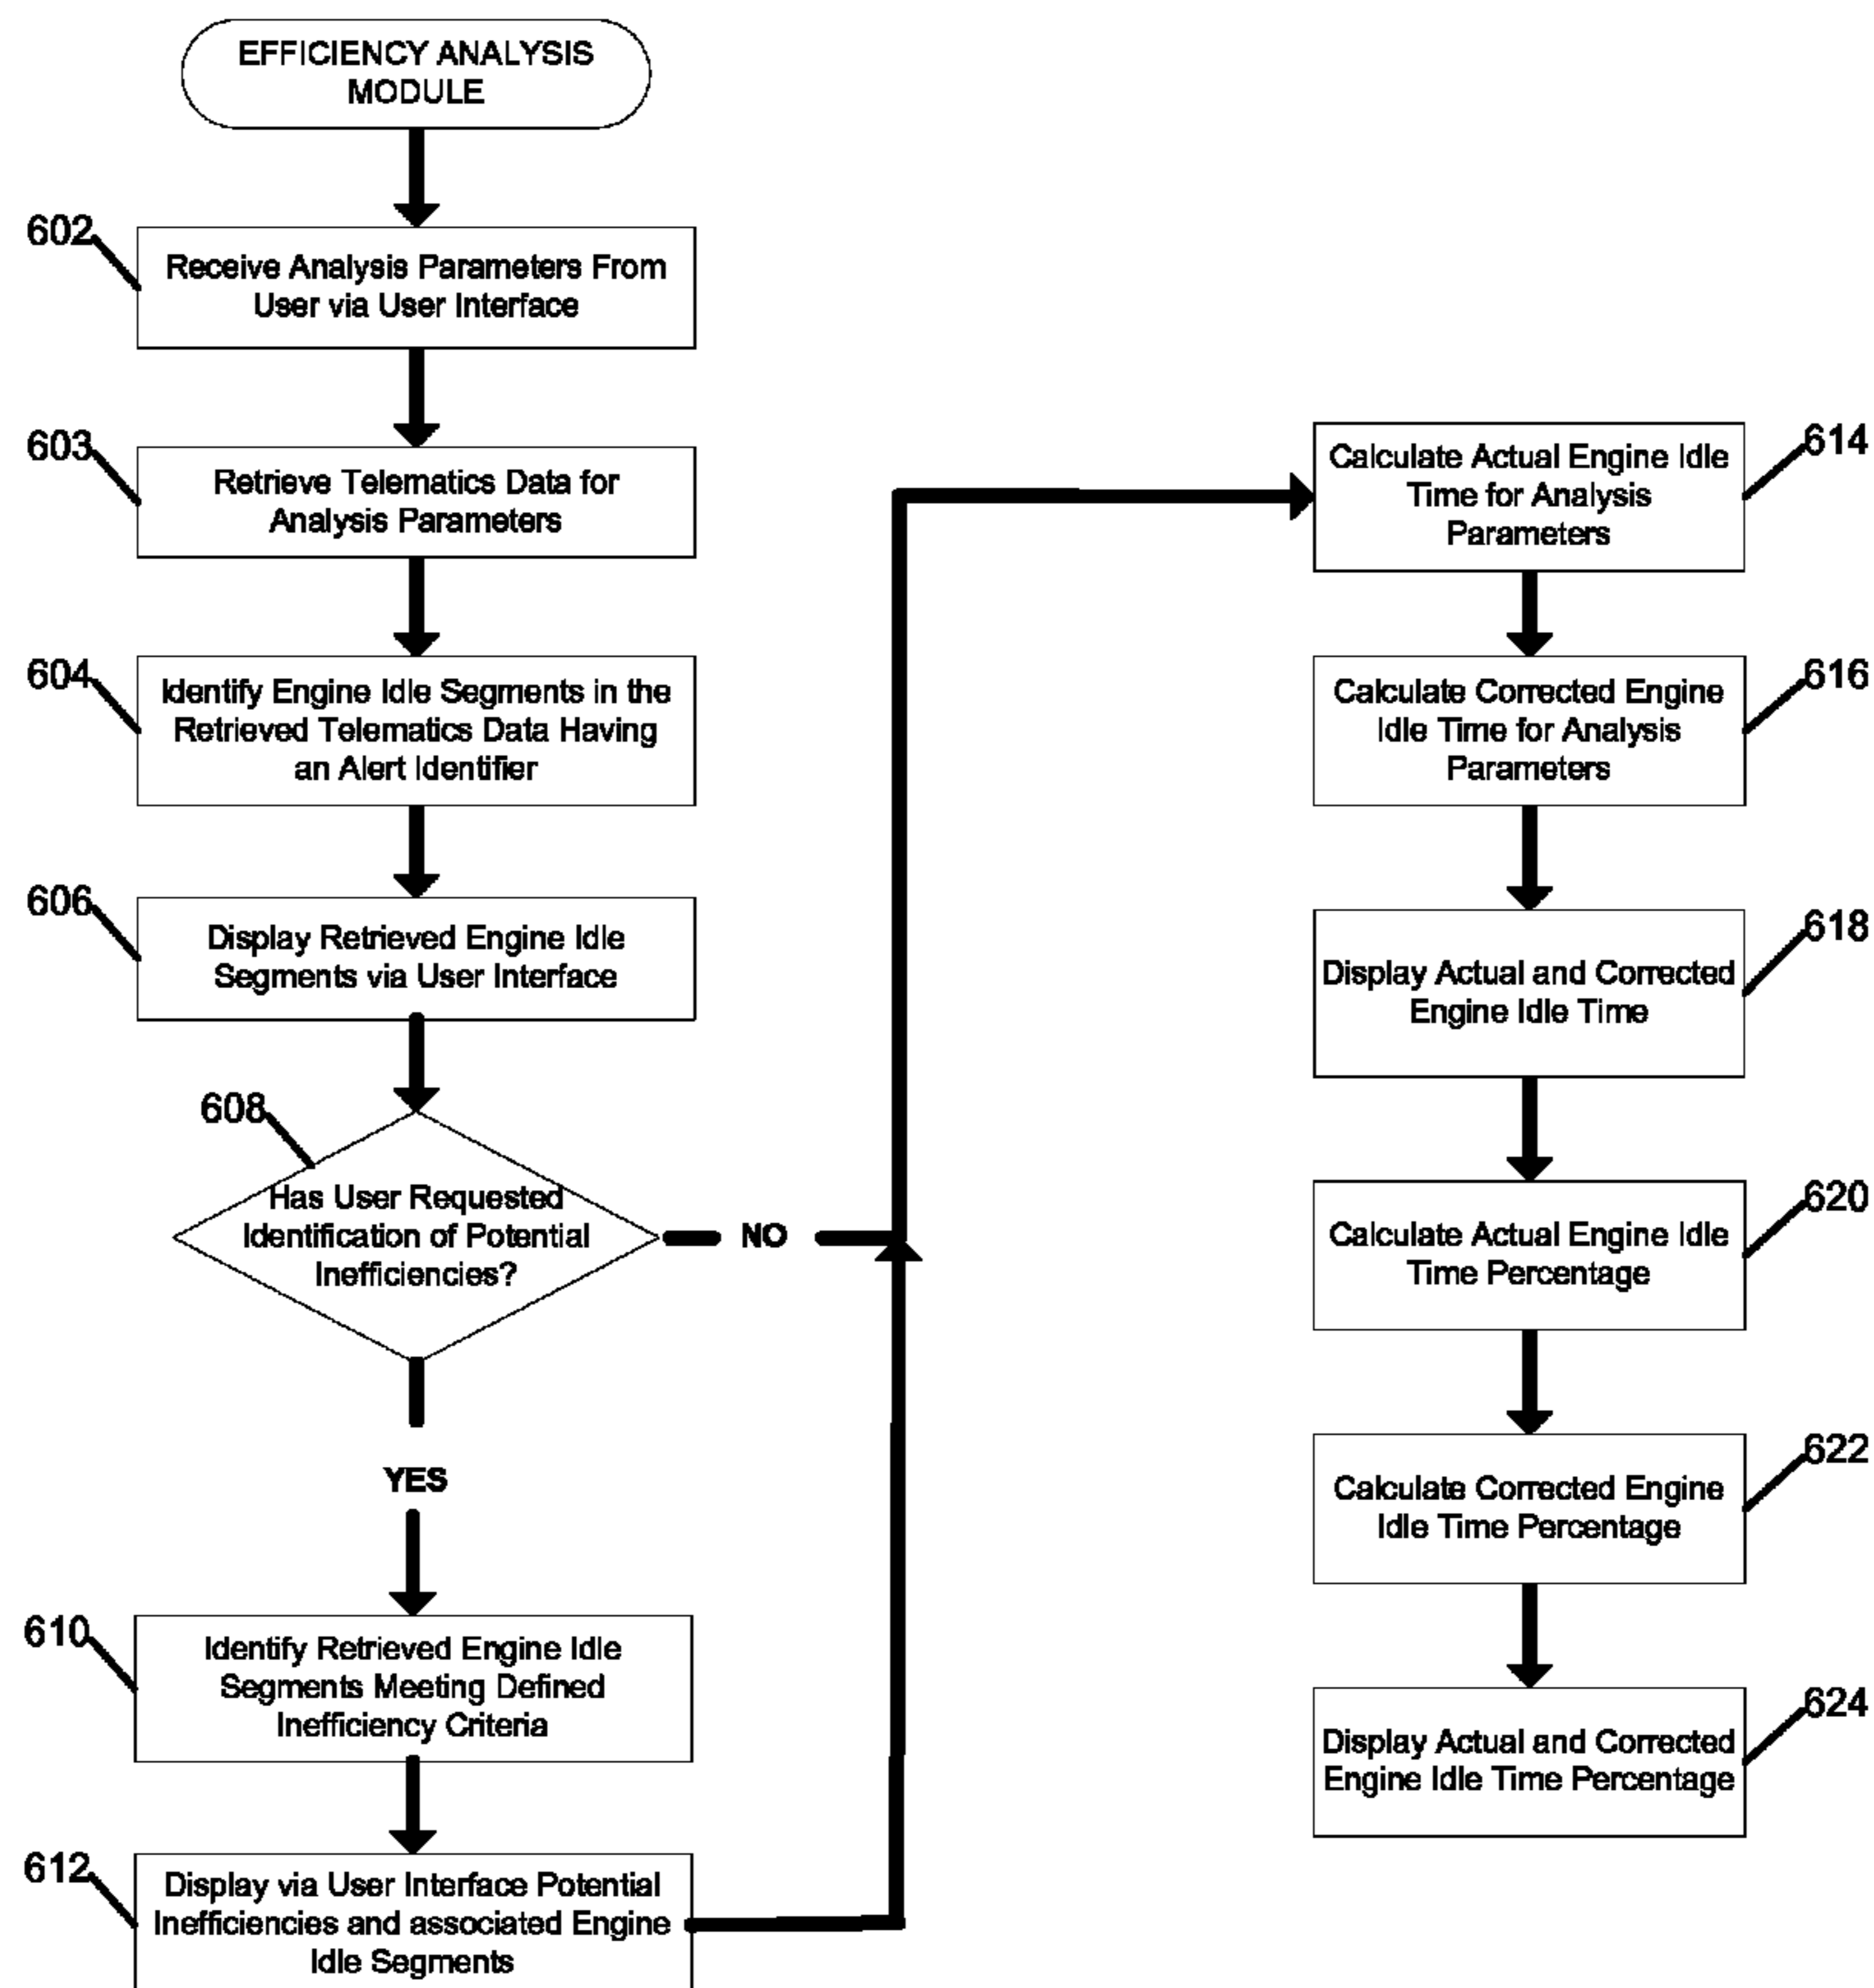 EFFICIENCY ANALYSIS
MODULE
602
Receive Analysis Parameters From
User via User Interface
603
Retrieve Telematics Data for
Analysis Parameters
604
Identify Engine Idle Segments in the
Retrieved Telematics Data Having
an Alert Identifier
606
Display Retrieved Engine Idle
Segments via User Interface
608
Has User Requested
Identification of Potential
Inefficiencies?
NO
YES
610
Identify Retrieved Engine Idle
Segments Meeting Defined
Inefficiency Criteria
612
Display via User Interface Potential
Inefficiencies and associated Engine
Idle Segments
614
Calculate Actual Engine Idle
Time for Analysis
Parameters
616
Calculate Corrected Engine
Idle Time for Analysis
Parameters
618
Display Actual and Corrected
Engine Idle Time
620
Calculate Actual Engine Idle
Time Percentage
622
Calculate Corrected Engine
Idle Time Percentage
624
Display Actual and Corrected
Engine Idle Time Percentage